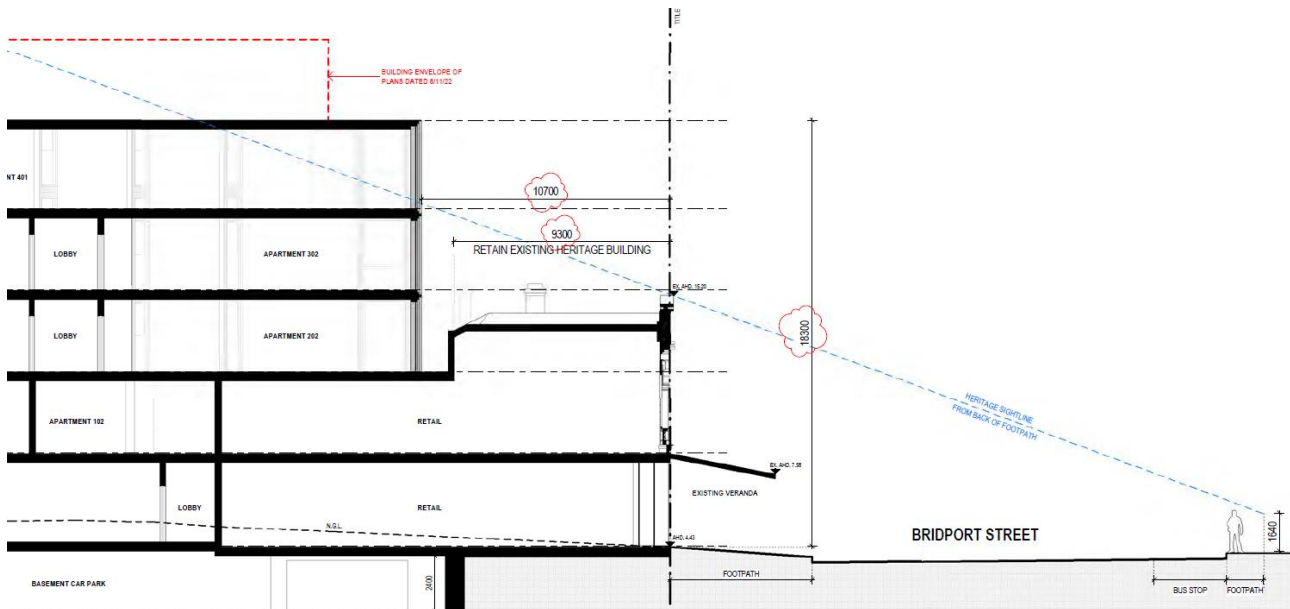 TITLE
BUILDING ENVELOPE OF
PLANS DATED 8/11/22
NT 401
10700
9300
RETAIN EXISTING HERITAGE BUILDING
LOBBY
APARTMENT 302
EX. AHD. 15.20
18300
LOBBY
APARTMENT 202
HERITAGE SIGHTLINE
FROM BACK OF FOOTPATH
APARTMENT 102
RETAIL
EX. AHD. 7.98
EXISTING VERANDA
LOBBY
RETAIL
N.G.L.
AHD. 4.43
BRIDPORT STREET
1640
FOOTPATH
BUS STOP
FOOTPATH
BASEMENT CAR PARK
2400